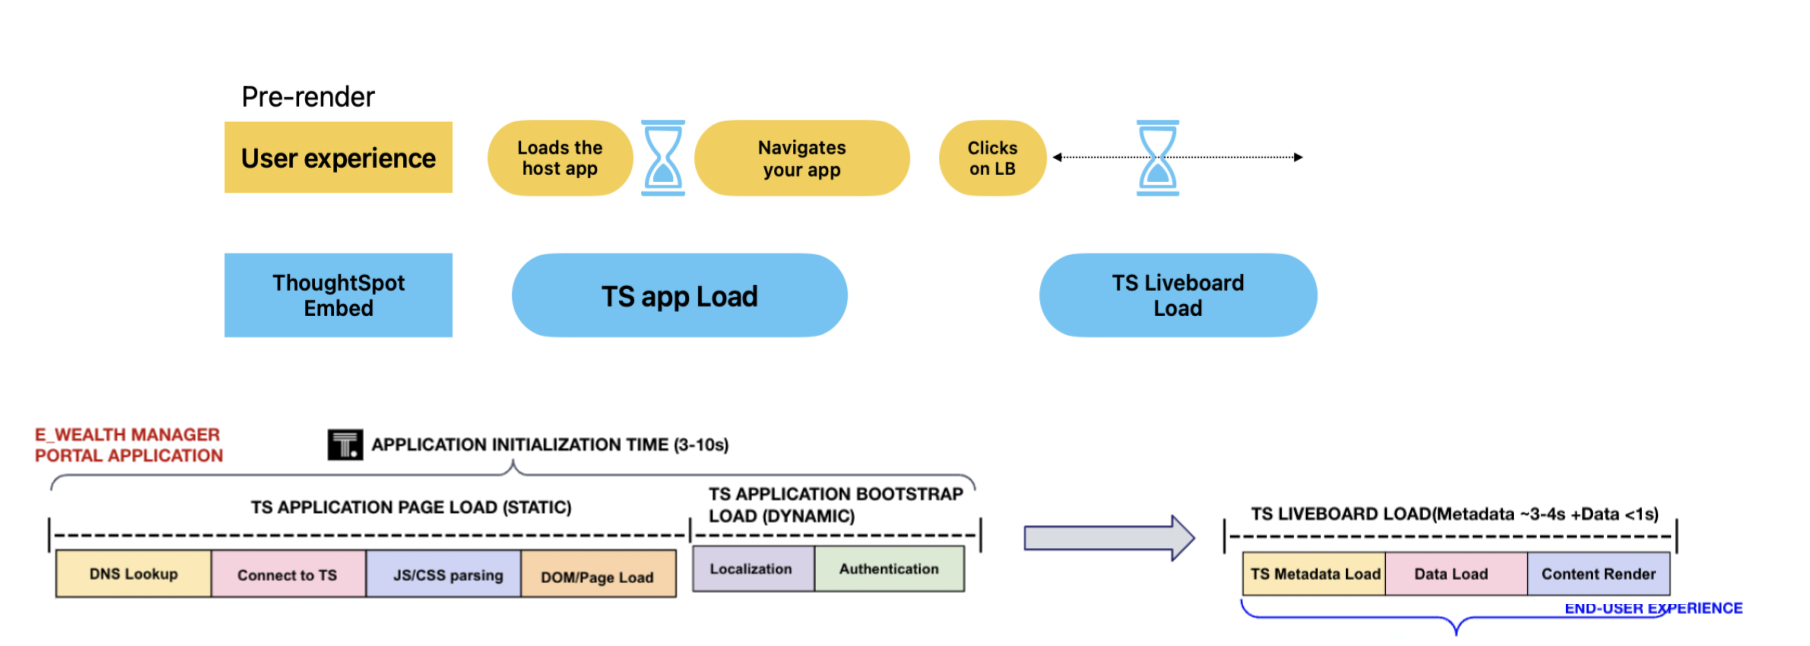 Pre-render
User experience
Loads the
host app
Navigates
your app
Clicks
on LB
ThoughtSpot
Embed
TS app Load
TS Liveboard
Load
E_WEALTH MANAGER
PORTAL APPLICATION
T.
APPLICATION INITIALIZATION TIME (3-10s)
TS APPLICATION PAGE LOAD (STATIC)
TS APPLICATION BOOTSTRAP
LOAD (DYNAMIC)
TS LIVEBOARD LOAD(Metadata ~3-4s +Data <1s)
DNS Lookup
Connect to TS
JS/CSS parsing
DOM/Page Load
Localization
Authentication
TS Metadata Load
Data Load
Content Render
END-USER EXPERIENCE